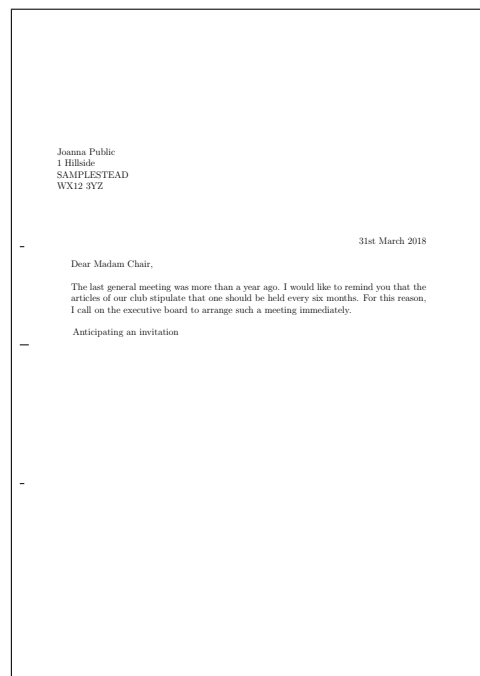 Joanna Public
1 Hillside
SAMPLESTEAD
WX12 3YZ
31st March 2018
Dear Madam Chair,
The last general meeting was more than a year ago. I would like to remind you that the
articles of our club stipulate that one should be held every six months. For this reason,
I call on the executive board to arrange such a meeting immediately.
Anticipating an invitation